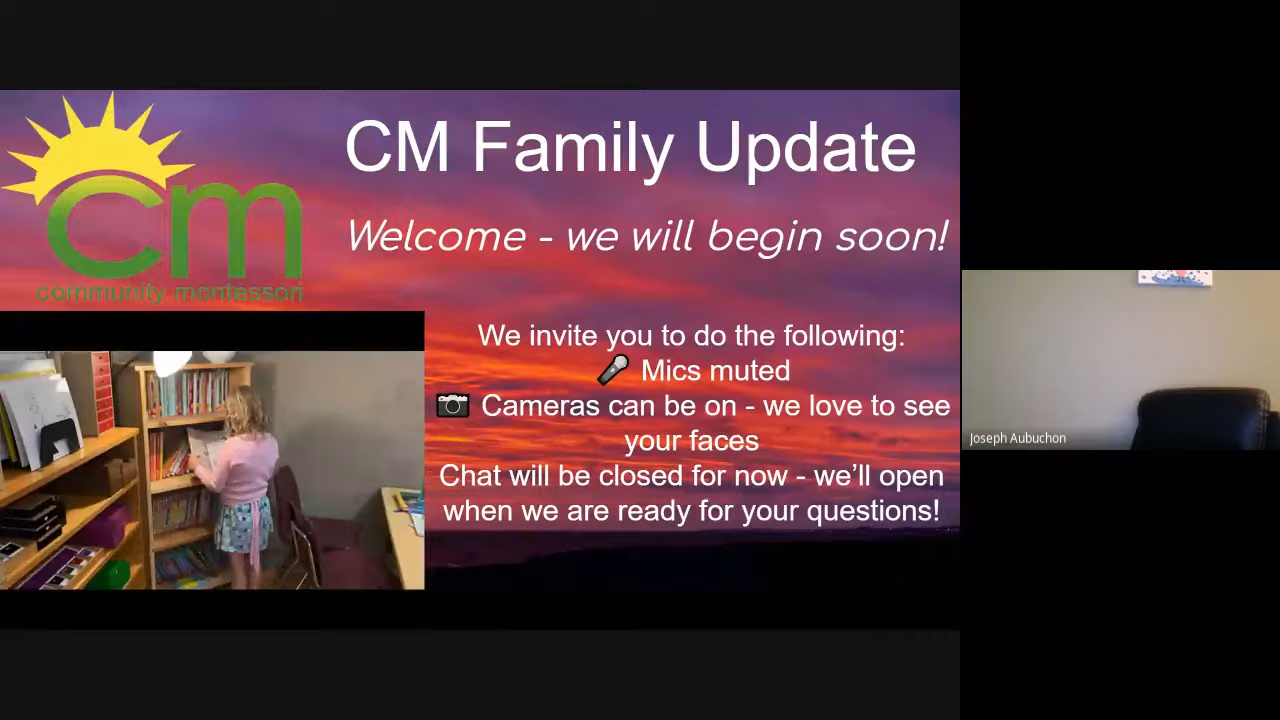 CM Family Update
cm
community montessori
Welcome - we will begin soon!
We invite you to do the following:
🎤 Mics muted
📷 Cameras can be on - we love to see
your faces
Chat will be closed for now - we’ll open
when we are ready for your questions!
Joseph Aubuchon